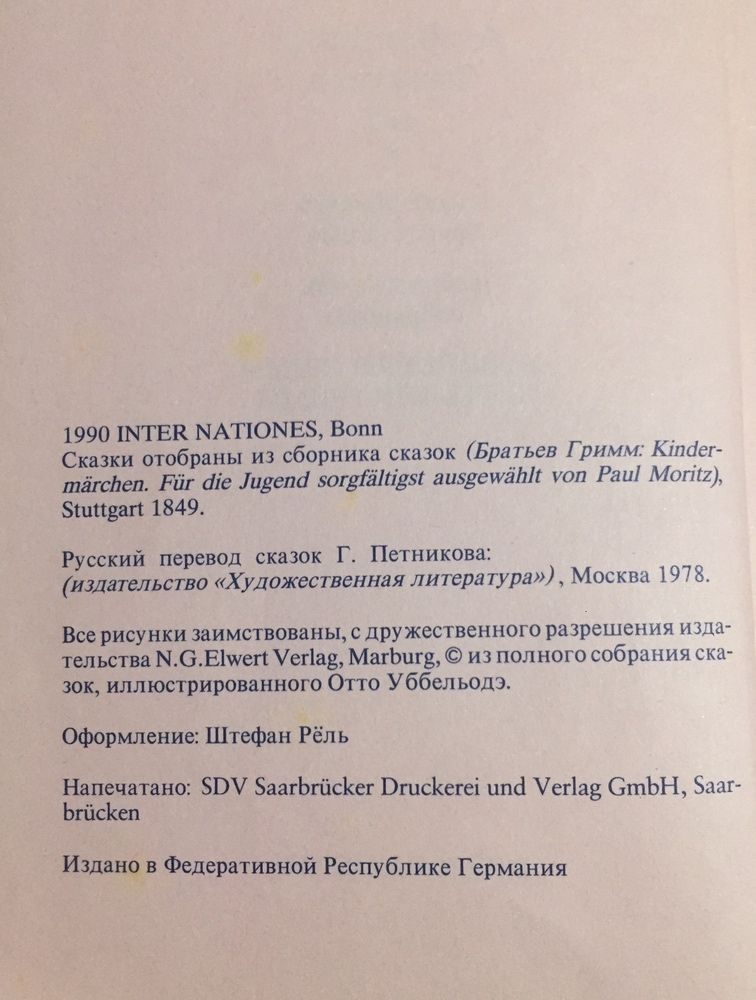 1990 INTER NATIONES, Bonn
Сказки отобраны из сборника сказок (Братьев Гримм: Kinder-
märchen. Für die Jugend sorgfältigst ausgewählt von Paul Moritz),
Stuttgart 1849.
Русский перевод сказок Г. Петникова:
(издательство «Художественная литература»), Москва 1978.
Все рисунки заимствованы, с дружественного разрешения изда-
тельства N.G.Elwert Verlag, Marburg, © из полного собрания ска-
зок, иллюстрированного Отто Уббельодэ.
Оформление: Штефан Рёль
Напечатано: SDV Saarbrücker Druckerei und Verlag GmbH, Saar-
brücken
Издано в Федеративной Республике Германия